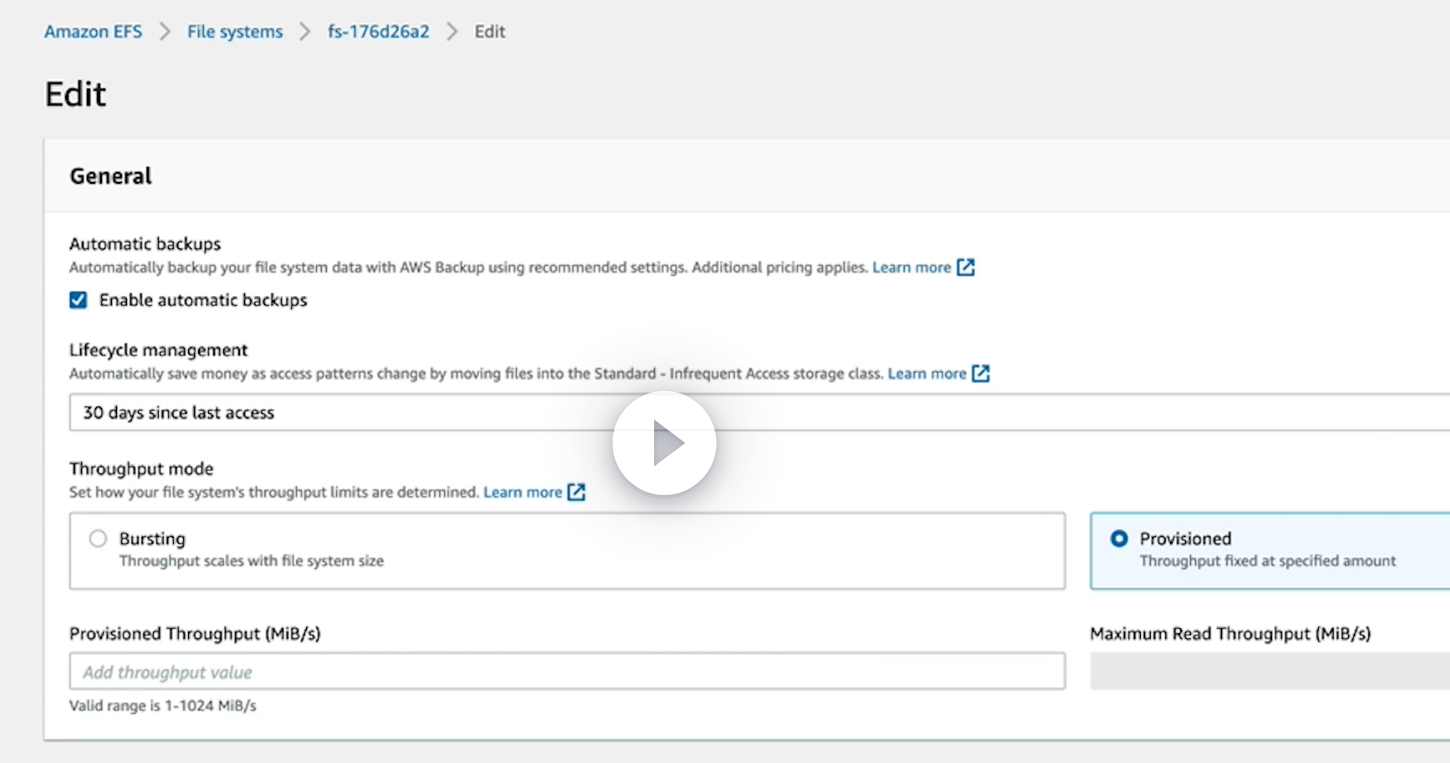 Amazon EFS > File systems > fs-176d26a2 > Edit
Edit
General
Automatic backups
Automatically backup your file system data with AWS Backup using recommended settings. Additional pricing applies. Learn more
Enable automatic backups
Lifecycle management
Automatically save money as access patterns change by moving files into the Standard - Infrequent Access storage class. Learn more
30 days since last access
Throughput mode
Set how your file system's throughput limits are determined. Learn more
Bursting
Throughput scales with file system size
Provisioned
Throughput fixed at specified amount
Provisioned Throughput (MiB/s)
Add throughput value
Valid range is 1-1024 MiB/s
Maximum Read Throughput (MiB/s)